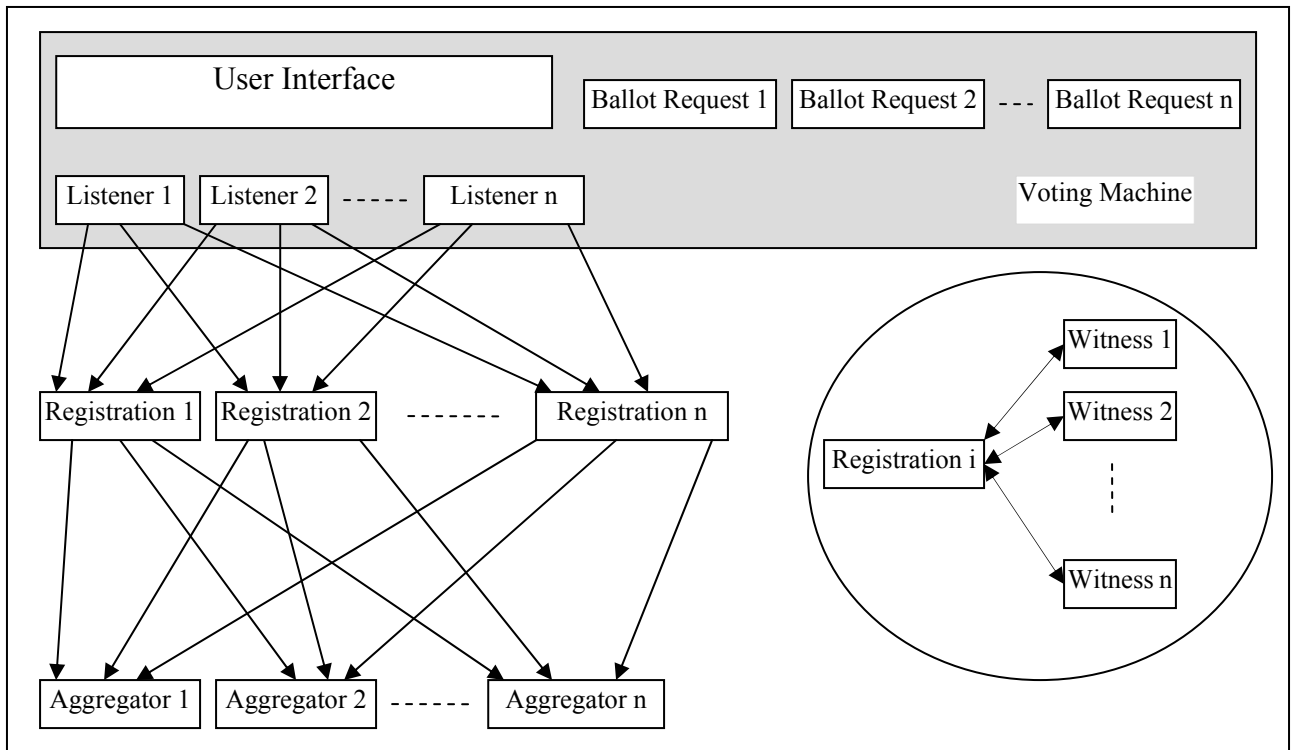 User Interface
Ballot Request 1 Ballot Request 2 Ballot Request n
Listener 1 Listener 2 Listener n
Voting Machine
Registration 1 Registration 2 Registration n
Aggregator 1 Aggregator 2 Aggregator n
Registration i
Witness 1
Witness 2
Witness n